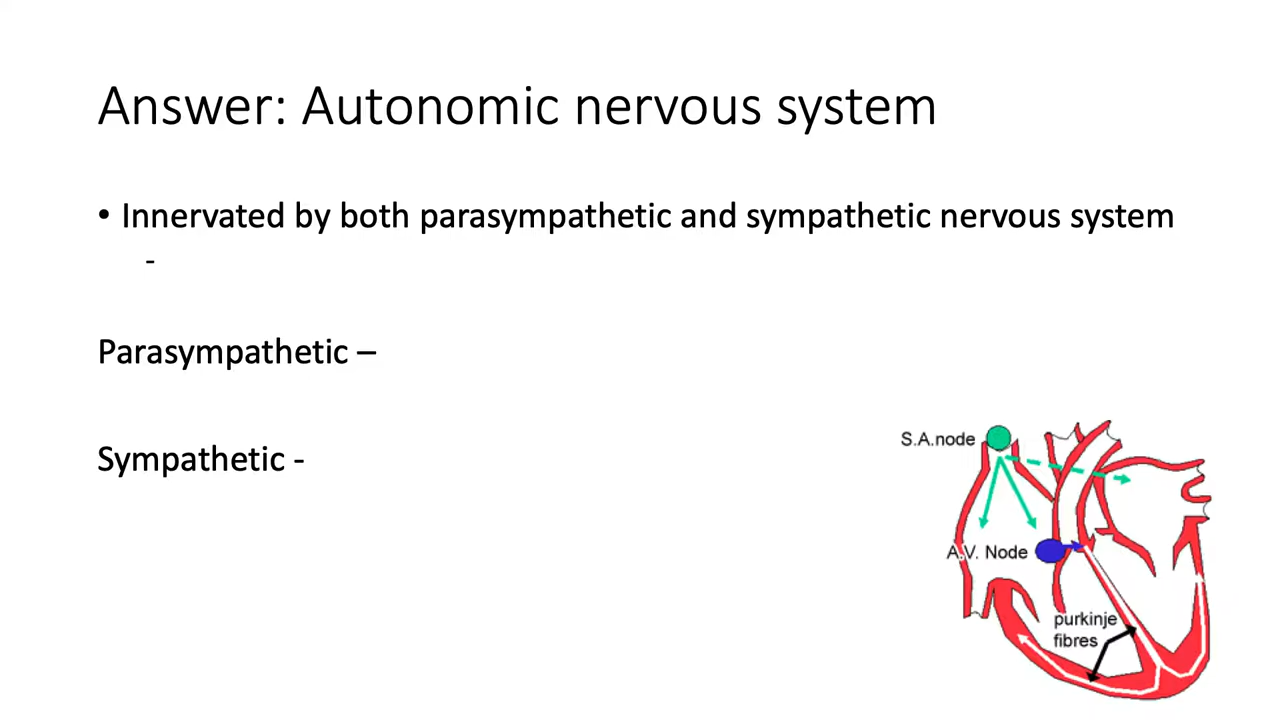 Answer: Autonomic nervous system
• Innervated by both parasympathetic and sympathetic nervous system
-
Parasympathetic –
Sympathetic -
S.A.node
A.V. Node
purkinje
fibres